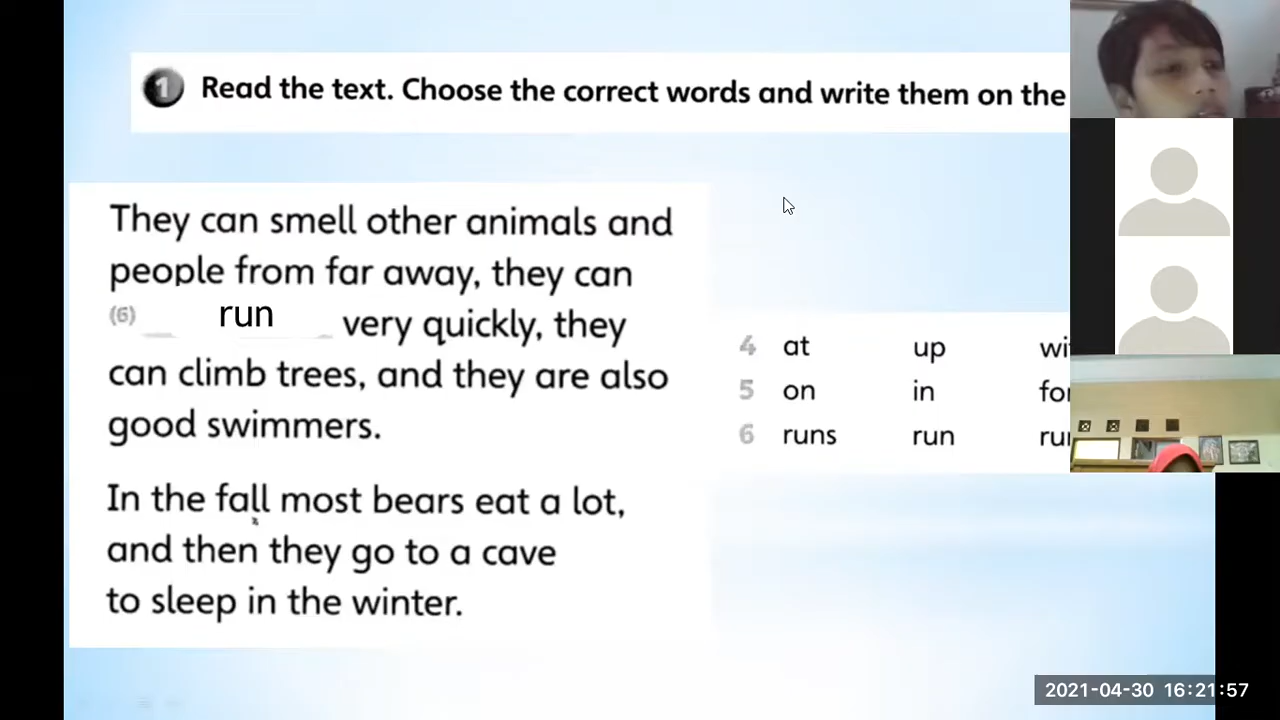 1 Read the text. Choose the correct words and write them on the
They can smell other animals and
people from far away, they can
(6) run very quickly, they
can climb trees, and they are also
good swimmers.
In the fall most bears eat a lot,
and then they go to a cave
to sleep in the winter.
4 at up
5 on in
6 runs run
2021-04-30 16:21:57